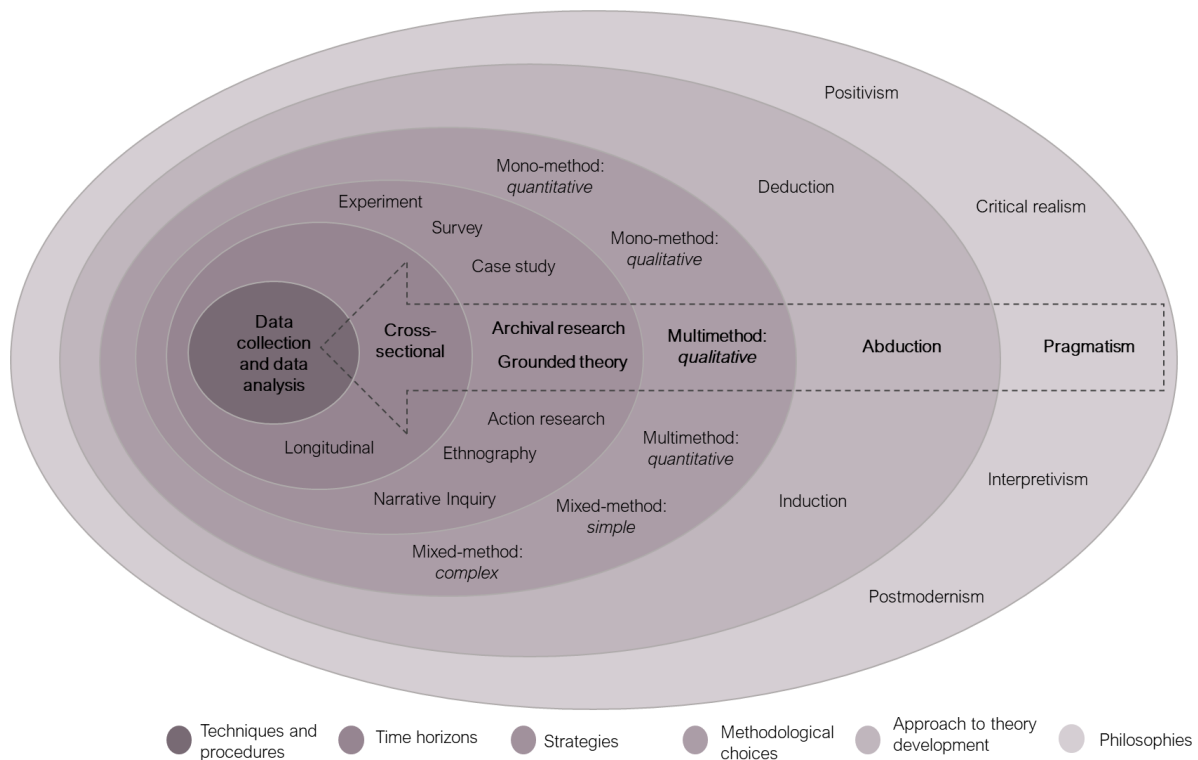 Positivism
Mono-method:
quantitative
Deduction
Experiment
Critical realism
Survey
Mono-method:
qualitative
Case study
Data
collection
and data
analysis
Cross-
sectional
Archival research
Grounded theory
Multimethod:
qualitative
Abduction
Pragmatism
Action research
Longitudinal
Ethnography
Multimethod:
quantitative
Interpretivism
Narrative Inquiry
Mixed-method:
simple
Induction
Mixed-method:
complex
Postmodernism
Techniques and
procedures
Time horizons
Strategies
Methodological
choices
Approach to theory
development
Philosophies